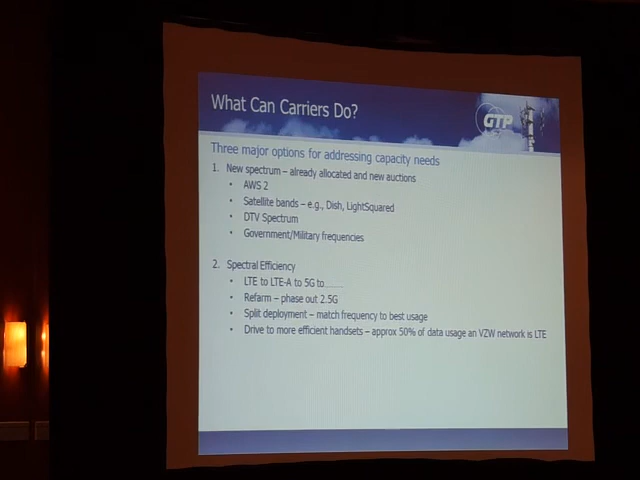 What Can Carriers Do?
GTP
Three major options for addressing capacity needs
1. New spectrum – already allocated and new auctions
• AWS 2
• Satellite bands – e.g., Dish, LightSquared
• DTV Spectrum
• Government/Military frequencies
2. Spectral Efficiency
• LTE to LTE-A to 5G to……
• Refarm – phase out 2.5G
• Split deployment – match frequency to best usage
• Drive to more efficient handsets – approx 50% of data usage an VZW network is LTE